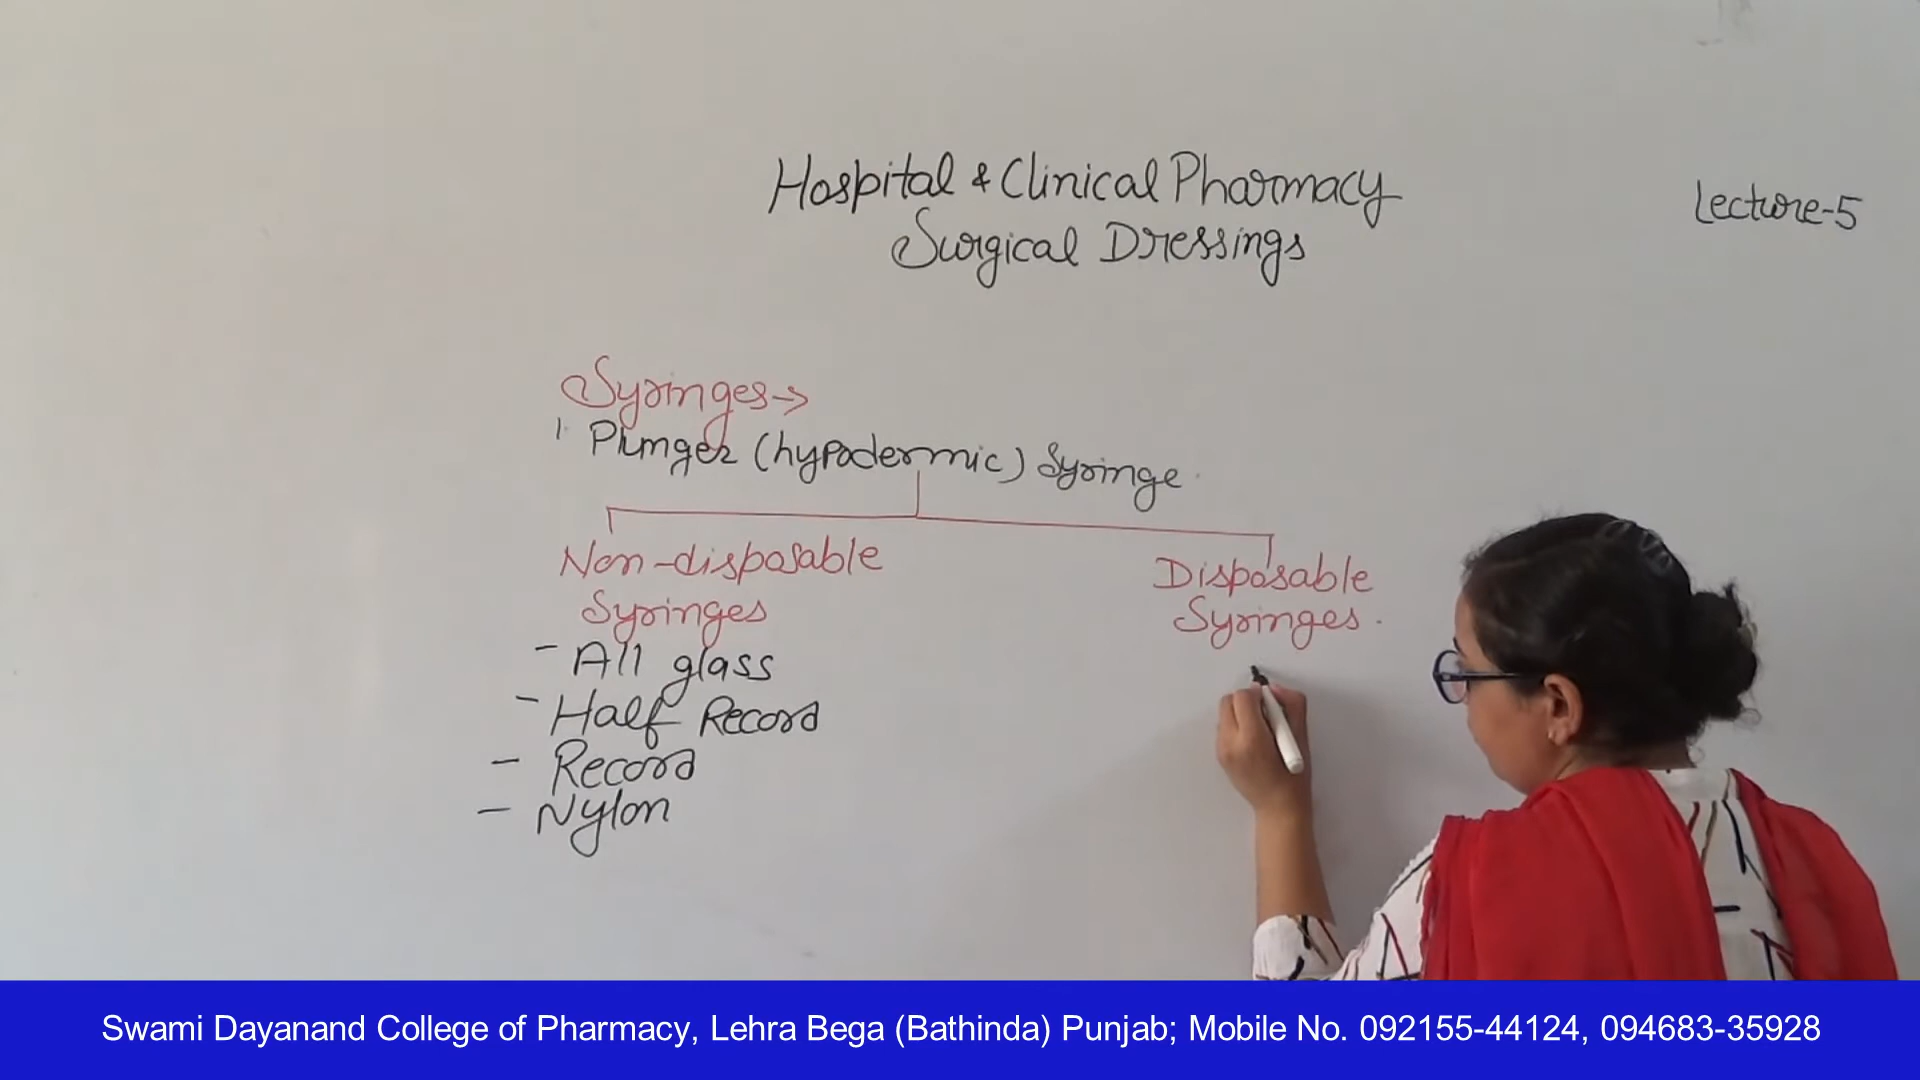 Hospital & Clinical Pharmacy
Surgical Dressings
Lecture-5
Syringes→
1 Plunger (hypodermic) Syringe.
Non-disposable
Syringes
Disposable
Syringes.
- All glass
- Half Record
- Record
- Nylon
Swami Dayanand College of Pharmacy, Lehra Bega (Bathinda) Punjab; Mobile No. 092155-44124, 094683-35928